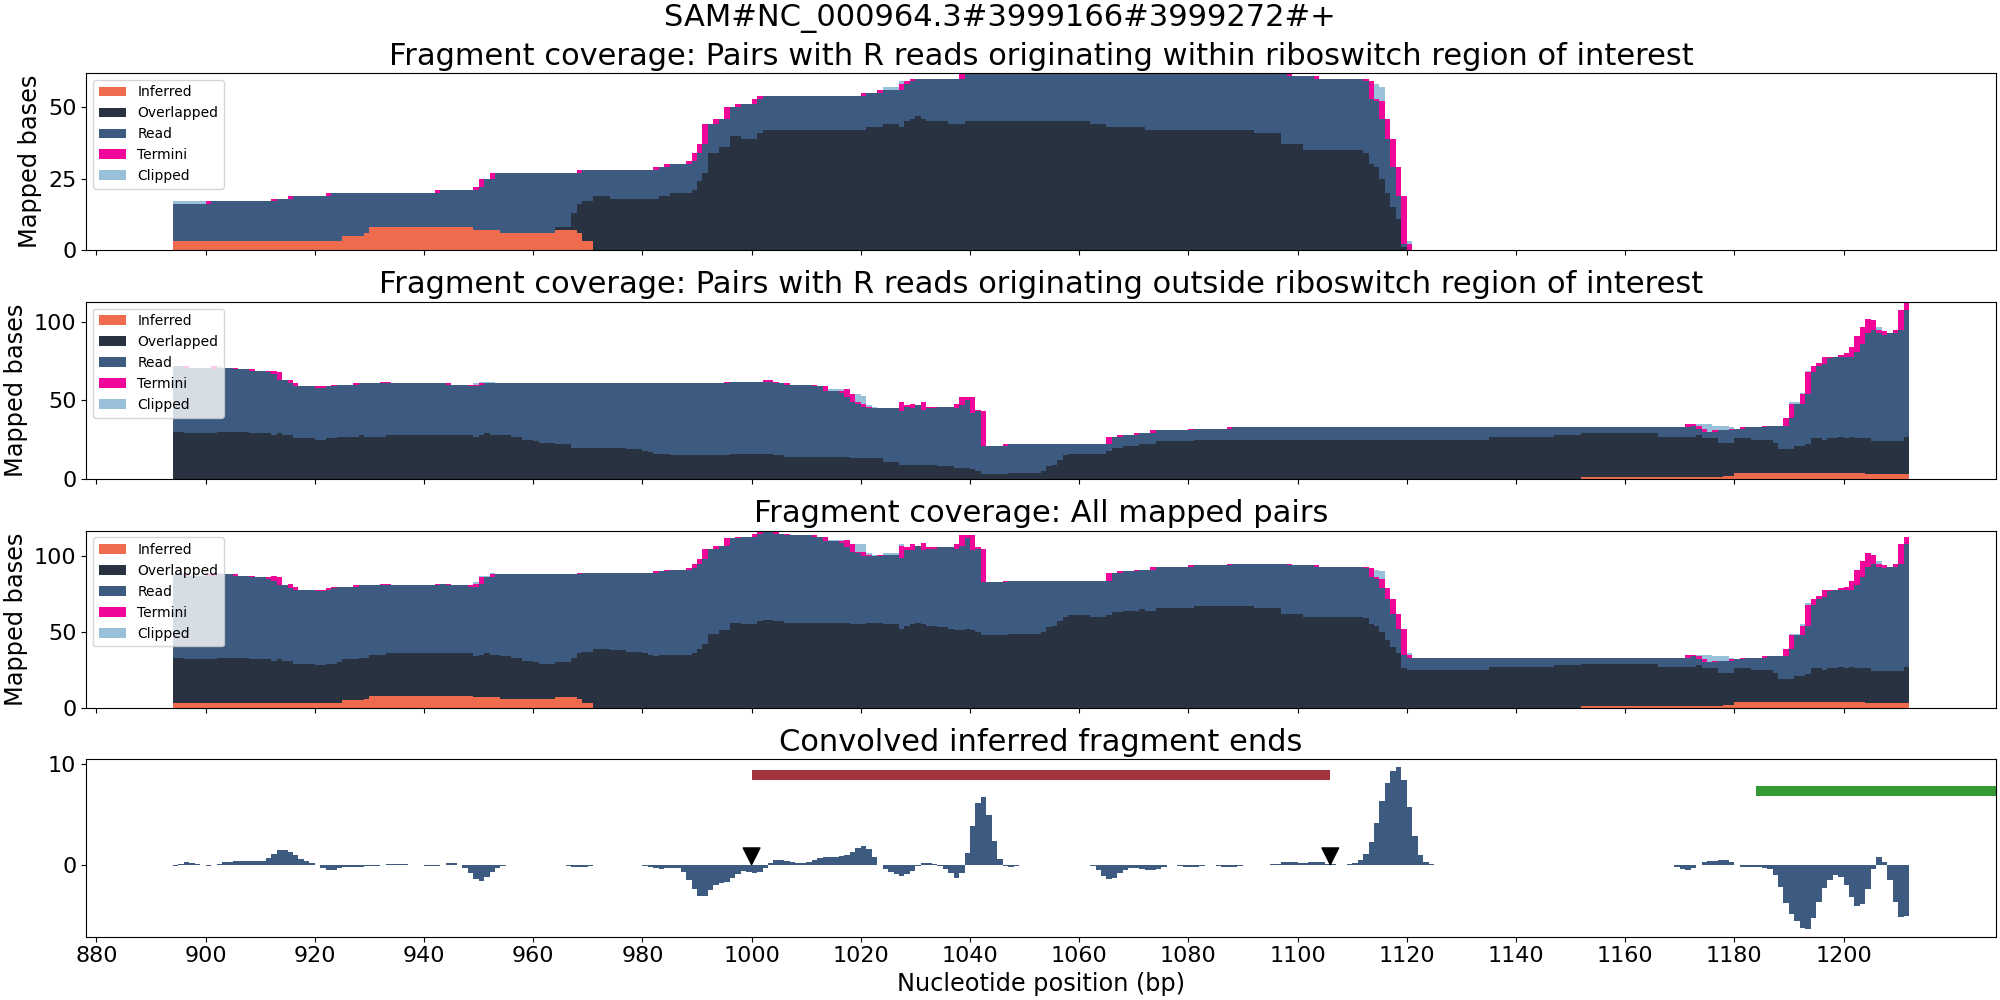 SAM#NC_000964.3#3999166#3999272#+
Fragment coverage: Pairs with R reads originating within riboswitch region of interest
Mapped bases
50
25
0
Inferred
Overlapped
Read
Termini
Clipped
Fragment coverage: Pairs with R reads originating outside riboswitch region of interest
Mapped bases
100
50
0
Inferred
Overlapped
Read
Termini
Clipped
Fragment coverage: All mapped pairs
Mapped bases
100
50
0
Inferred
Overlapped
Read
Termini
Clipped
Convolved inferred fragment ends
10
0
880 900 920 940 960 980 1000 1020 1040 1060 1080 1100 1120 1140 1160 1180 1200
Nucleotide position (bp)